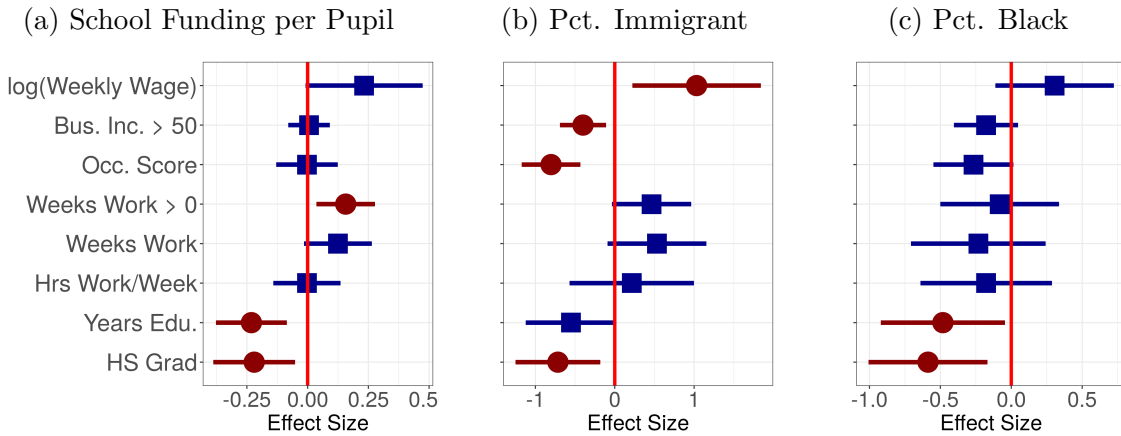 (a) School Funding per Pupil
(b) Pct. Immigrant
(c) Pct. Black
log(Weekly Wage)
Bus. Inc. > 50
Occ. Score
Weeks Work > 0
Weeks Work
Hrs Work/Week
Years Edu.
HS Grad
-0.25 0.00 0.25 0.5
Effect Size
-1 0 1
Effect Size
-1.0 -0.5 0.0 0.5
Effect Size